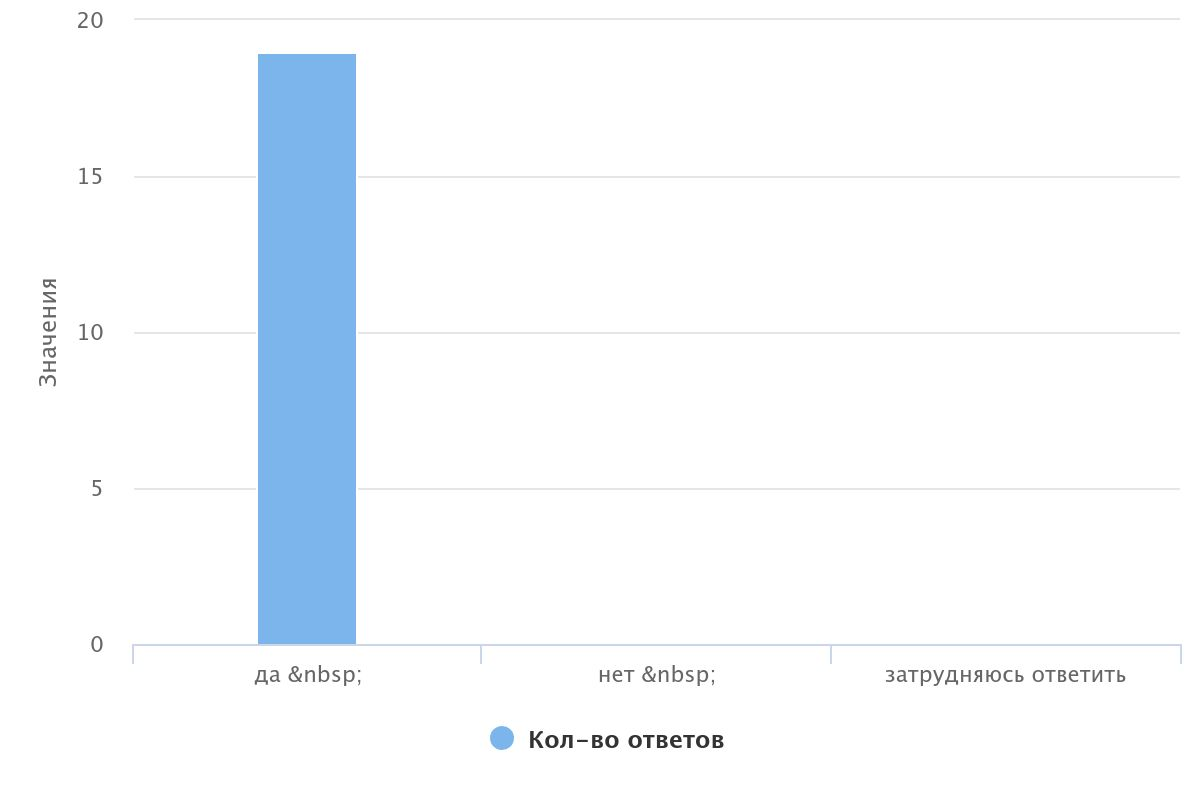 20
15
10
5
0
Значения
да &nbsp;
нет &nbsp;
затрудняюсь ответить
Кол-во ответов